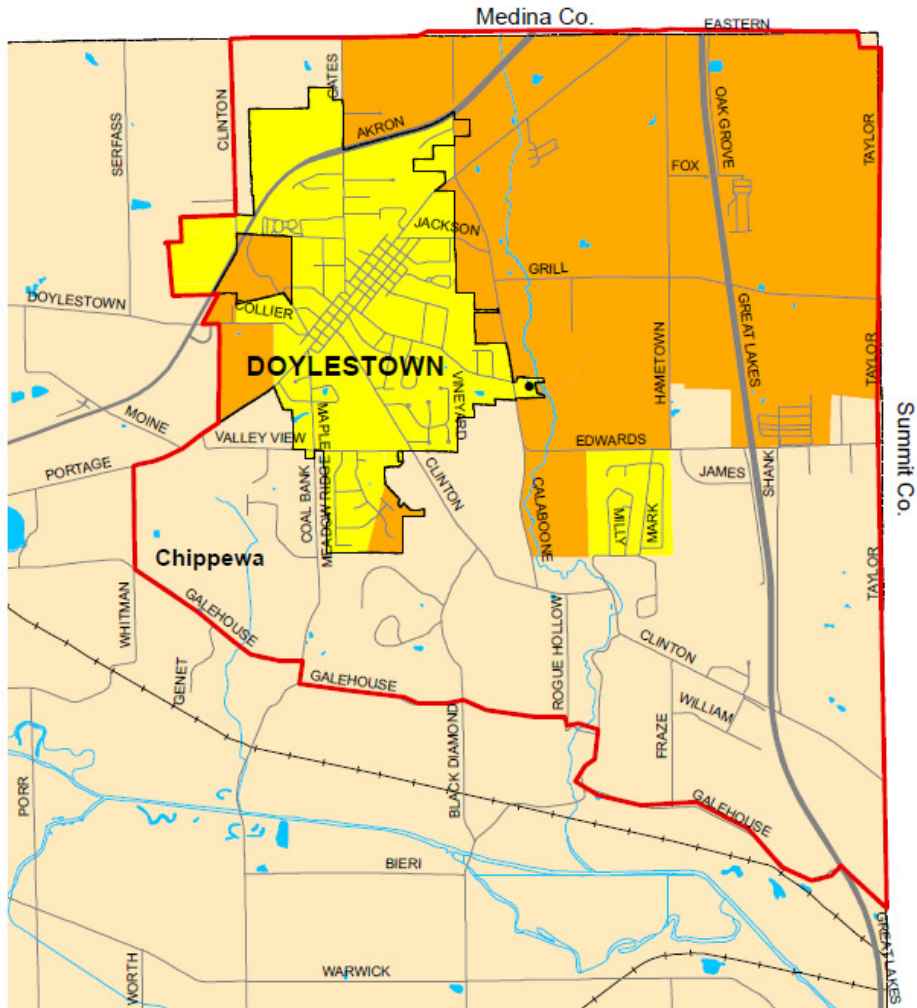 Medina Co.
EASTERN
GATES
CLINTON
SERFASS
AKRON
OAK GROVE
TAYLOR
FOX
JACKSON
GRILL
DOYLESTOWN
COLLIER
GREAT LAKES
DOYLESTOWN
HAMETOWN
TAYLOR
VINEYARD
MOINE
MAPLE
VALLEY VIEW
EDWARDS
Summit Co.
PORTAGE
COAL BANK
MEADOW RIDGE
CLINTON
CALABOONE
JAMES
SHANK
MILLY
MARK
Chippewa
TAYLOR
WHITMAN
GALEHOUSE
GENET
GALEHOUSE
ROGUE HOLLOW
CLINTON
WILLIAM
FRAZE
BLACK DIAMOND
PORR
GALEHOUSE
BIERI
GREAT LAKES
WORTH
WARWICK